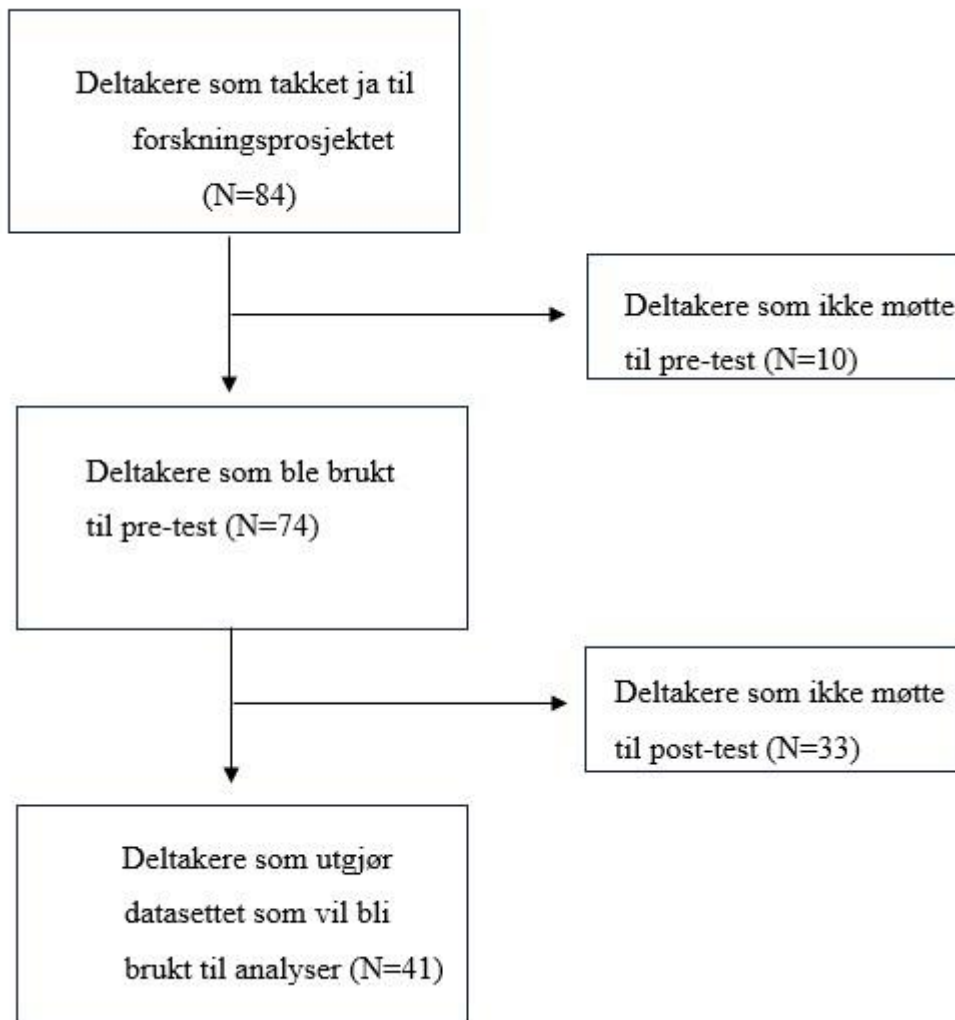 Deltakere som takket ja til
forskningsprosjektet
(N=84)
Deltakere som ikke møtte
til pre-test (N=10)
Deltakere som ble brukt
til pre-test (N=74)
Deltakere som ikke møtte
til post-test (N=33)
Deltakere som utgjør
datasettet som vil bli
brukt til analyser (N=41)